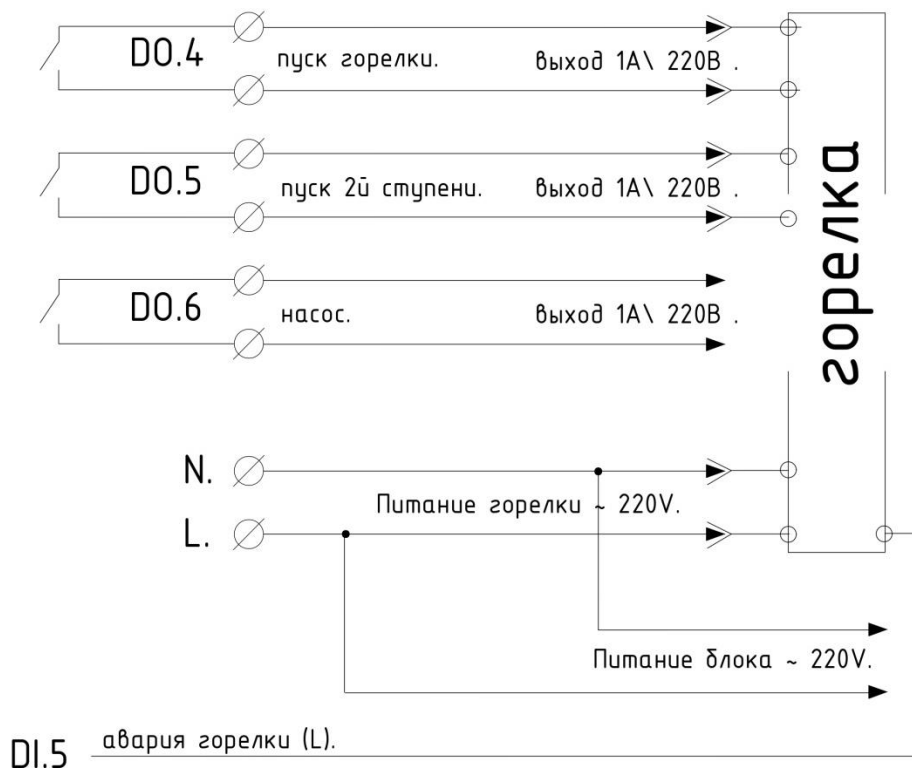 DO.4 пуск горелки. выход 1А\ 220В .
DO.5 пуск 2й ступени. выход 1А\ 220В .
DO.6 насос. выход 1А\ 220В .
горелка
N.
Питание горелки ~ 220V.
L.
Питание блока ~ 220V.
DI.5 авария горелки (L).